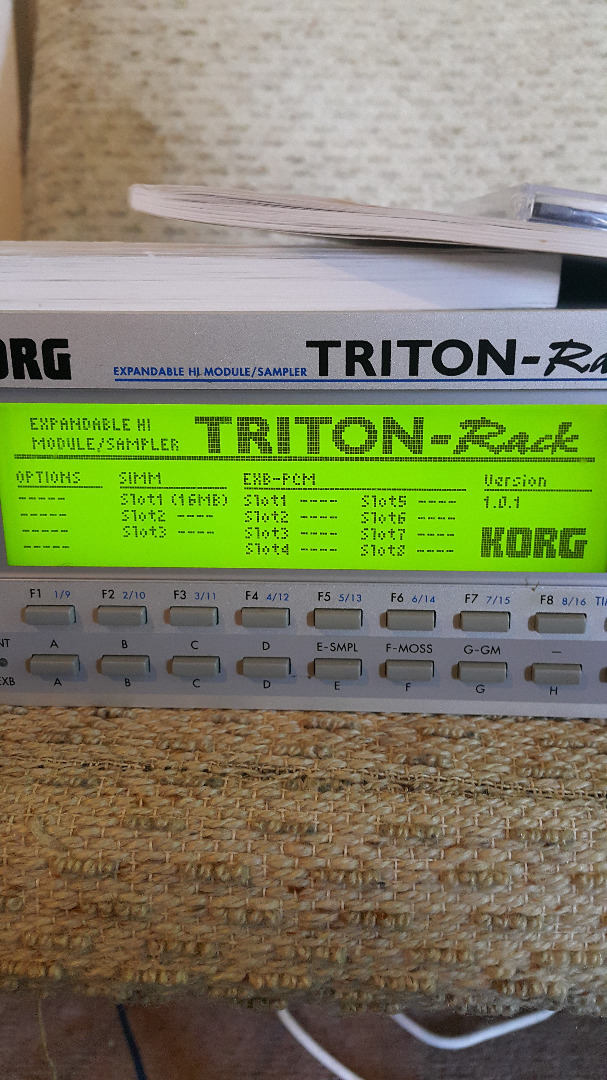 ORG
EXPANDABLE HI MODULE/SAMPLER TRITON-Ra
EXPANDABLE HI
MODULE/SAMPLER TRITON-Rack
OPTIONS SIMM EXB-PCM Version
----- Slot1 (16MB) Slot1 ---- Slot5 ---- 1.0.1
----- Slot2 ---- Slot2 ---- Slot6 ----
----- Slot3 ---- Slot3 ---- Slot7 ----
----- Slot4 ---- Slot8 ----
KORG
F1 1/9 F2 2/10 F3 3/11 F4 4/12 F5 5/13 F6 6/14 F7 7/15 F8 8/16 TI
NT A B C D E-SMPL F-MOSS G-GM —
EXB A B C D E F G H